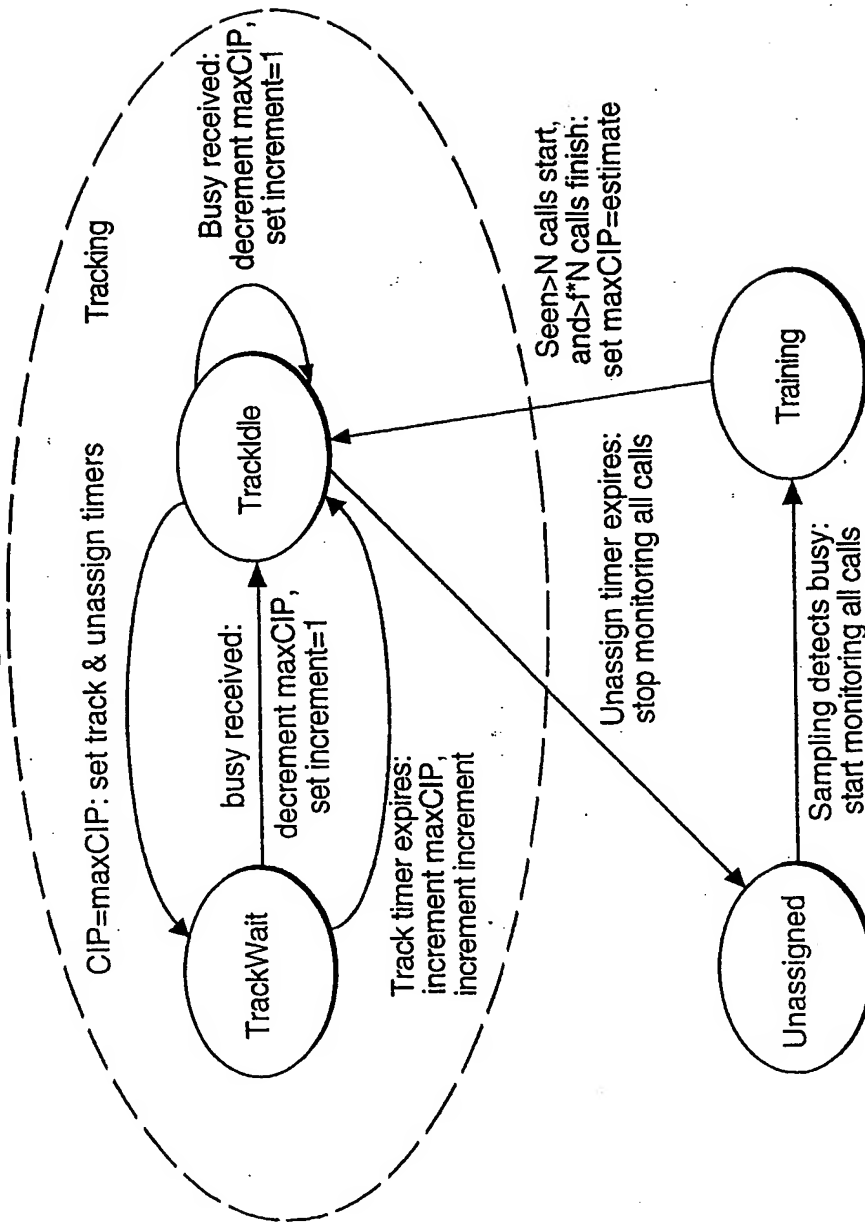 Tracking
CIP=maxCIP: set track & unassign timers
Busy received:
decrement maxCIP,
set increment=1
TrackWait
TrackIdle
busy received:
decrement maxCIP,
set increment=1
Track timer expires:
increment maxCIP,
increment increment
Seen>N calls start,
and>f*N calls finish:
set maxCIP=estimate
Unassign timer expires:
stop monitoring all calls
Unassigned
Training
Sampling detects busy:
start monitoring all calls